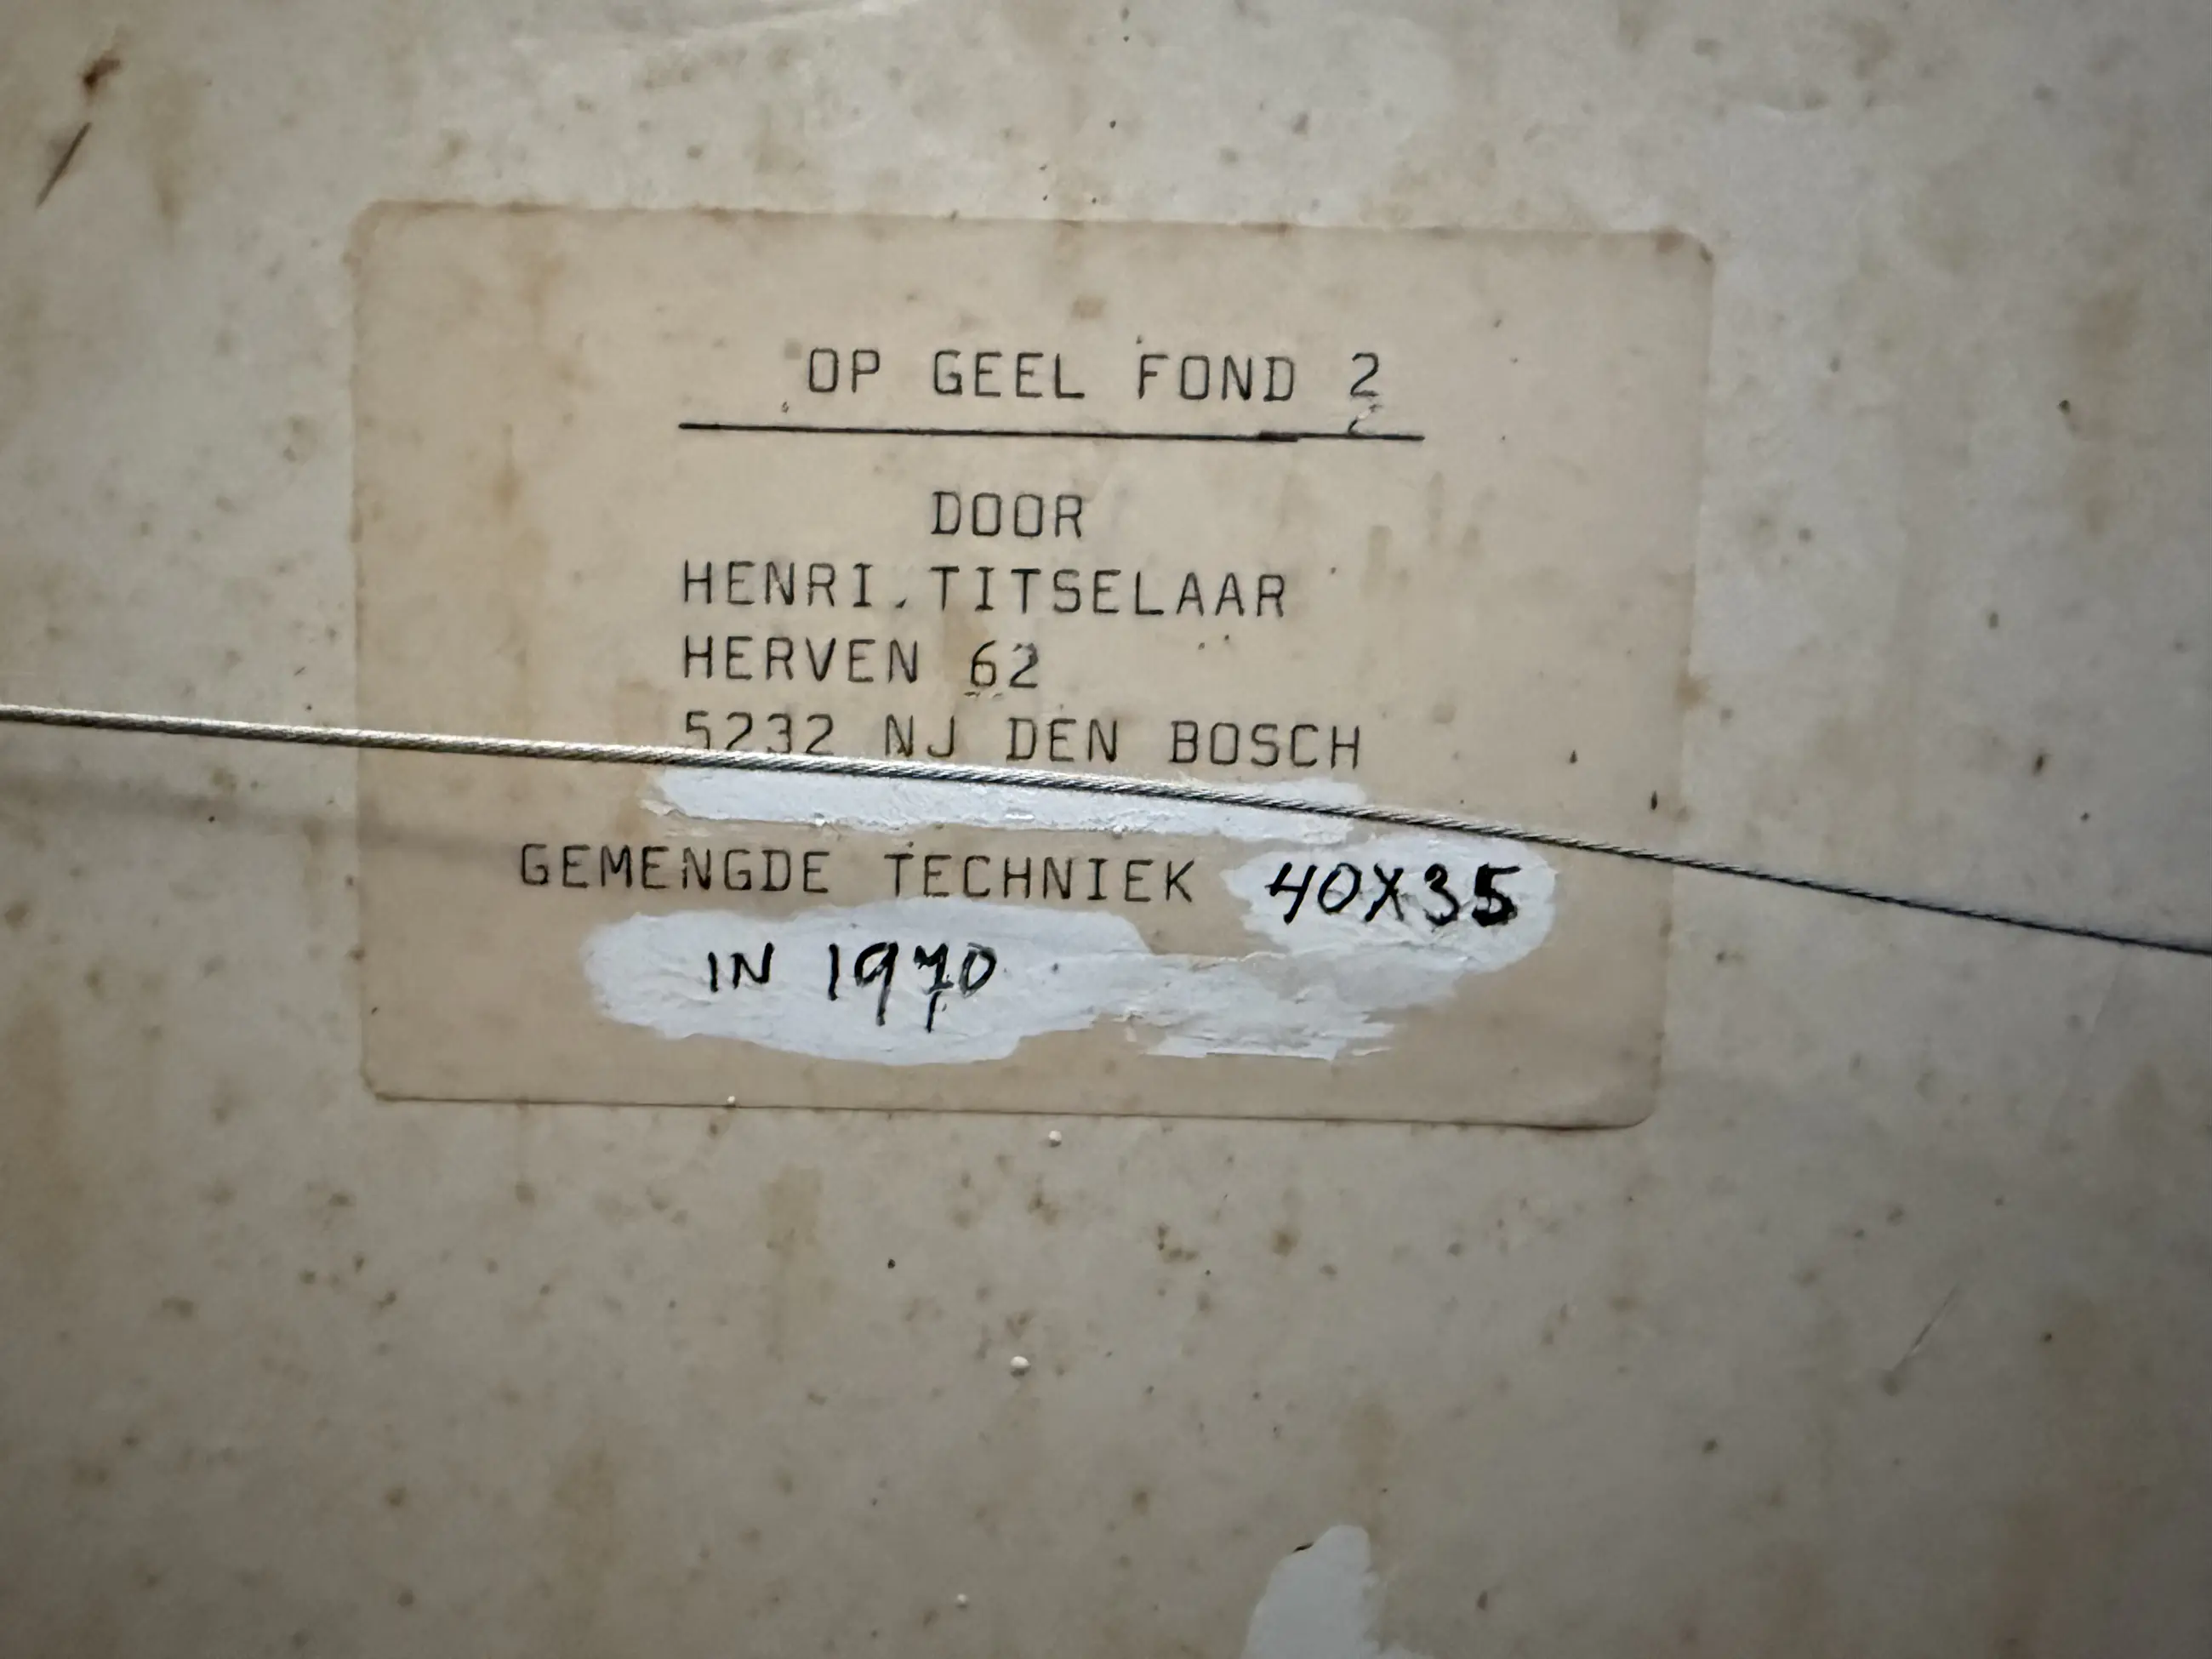 OP GEEL FOND 2
DOOR
HENRI.TITSELAAR
HERVEN 62
5232 NJ DEN BOSCH
GEMENGDE TECHNIEK 40X35
IN 1970